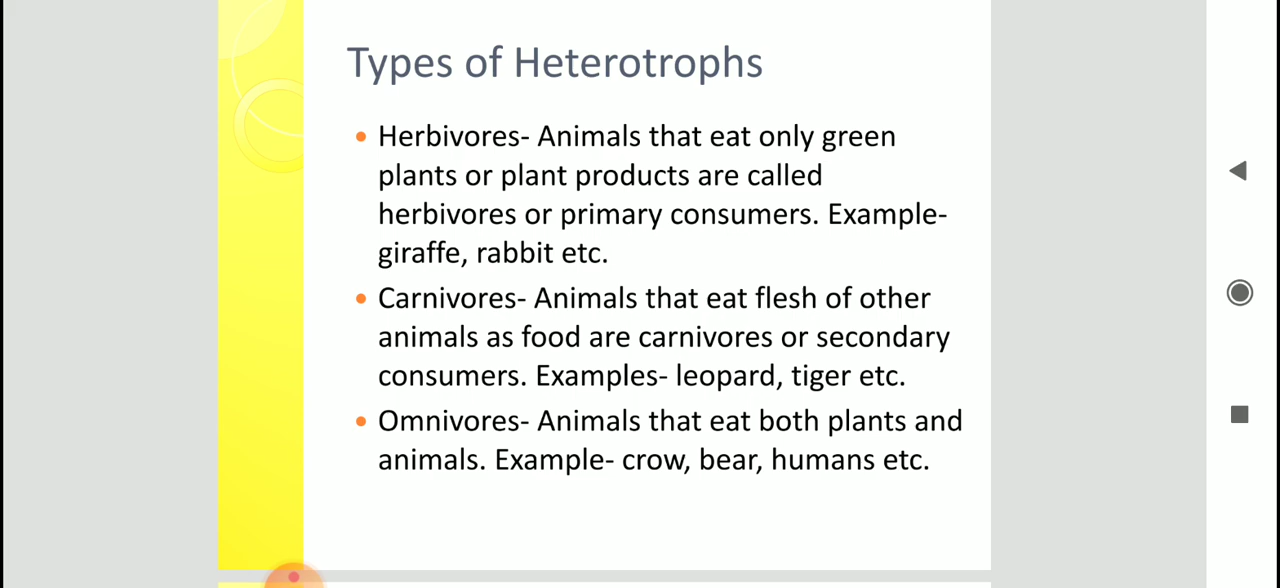 Types of Heterotrophs
• Herbivores- Animals that eat only green
plants or plant products are called
herbivores or primary consumers. Example-
giraffe, rabbit etc.
• Carnivores- Animals that eat flesh of other
animals as food are carnivores or secondary
consumers. Examples- leopard, tiger etc.
• Omnivores- Animals that eat both plants and
animals. Example- crow, bear, humans etc.